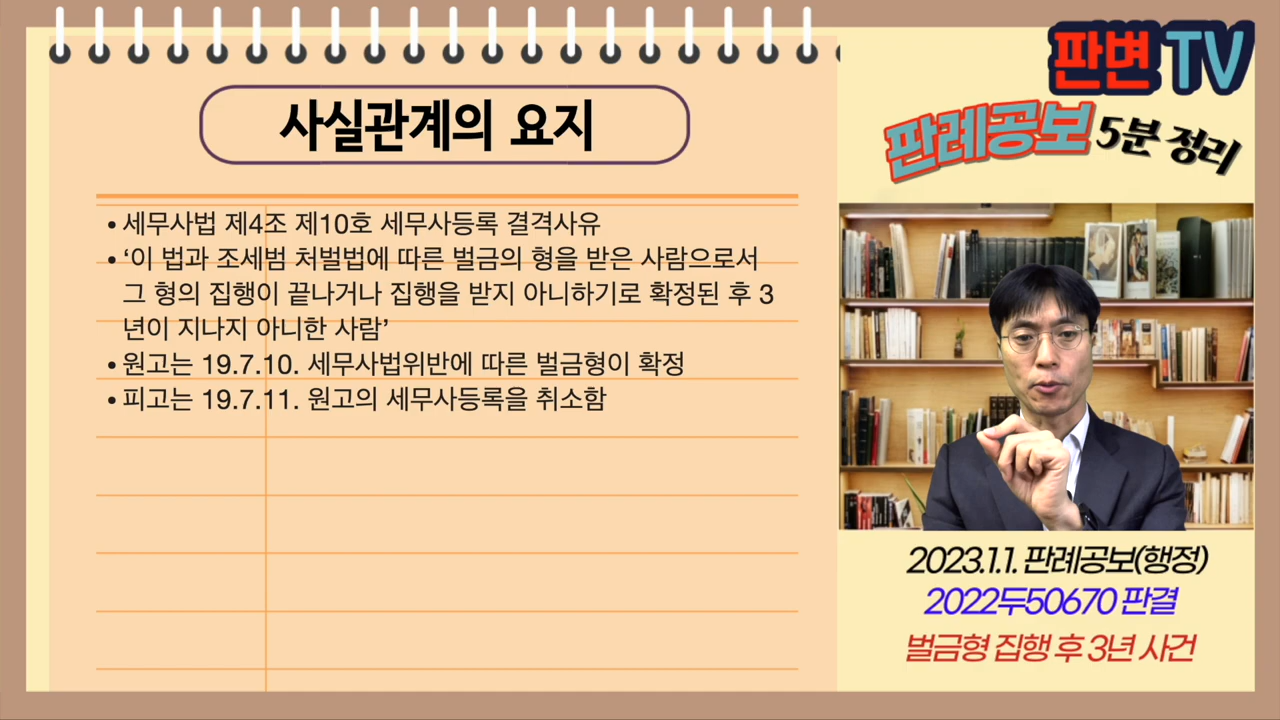 사실관계의 요지
• 세무사법 제4조 제10호 세무사등록 결격사유
• ‘이 법과 조세범 처벌법에 따른 벌금의 형을 받은 사람으로서
그 형의 집행이 끝나거나 집행을 받지 아니하기로 확정된 후 3
년이 지나지 아니한 사람’
• 원고는 19.7.10. 세무사법위반에 따른 벌금형이 확정
• 피고는 19.7.11. 원고의 세무사등록을 취소함
판변 TV
판례공보 5분 정리
2023.1.1. 판례공보(행정)
2022두50670 판결
벌금형 집행 후 3년 사건